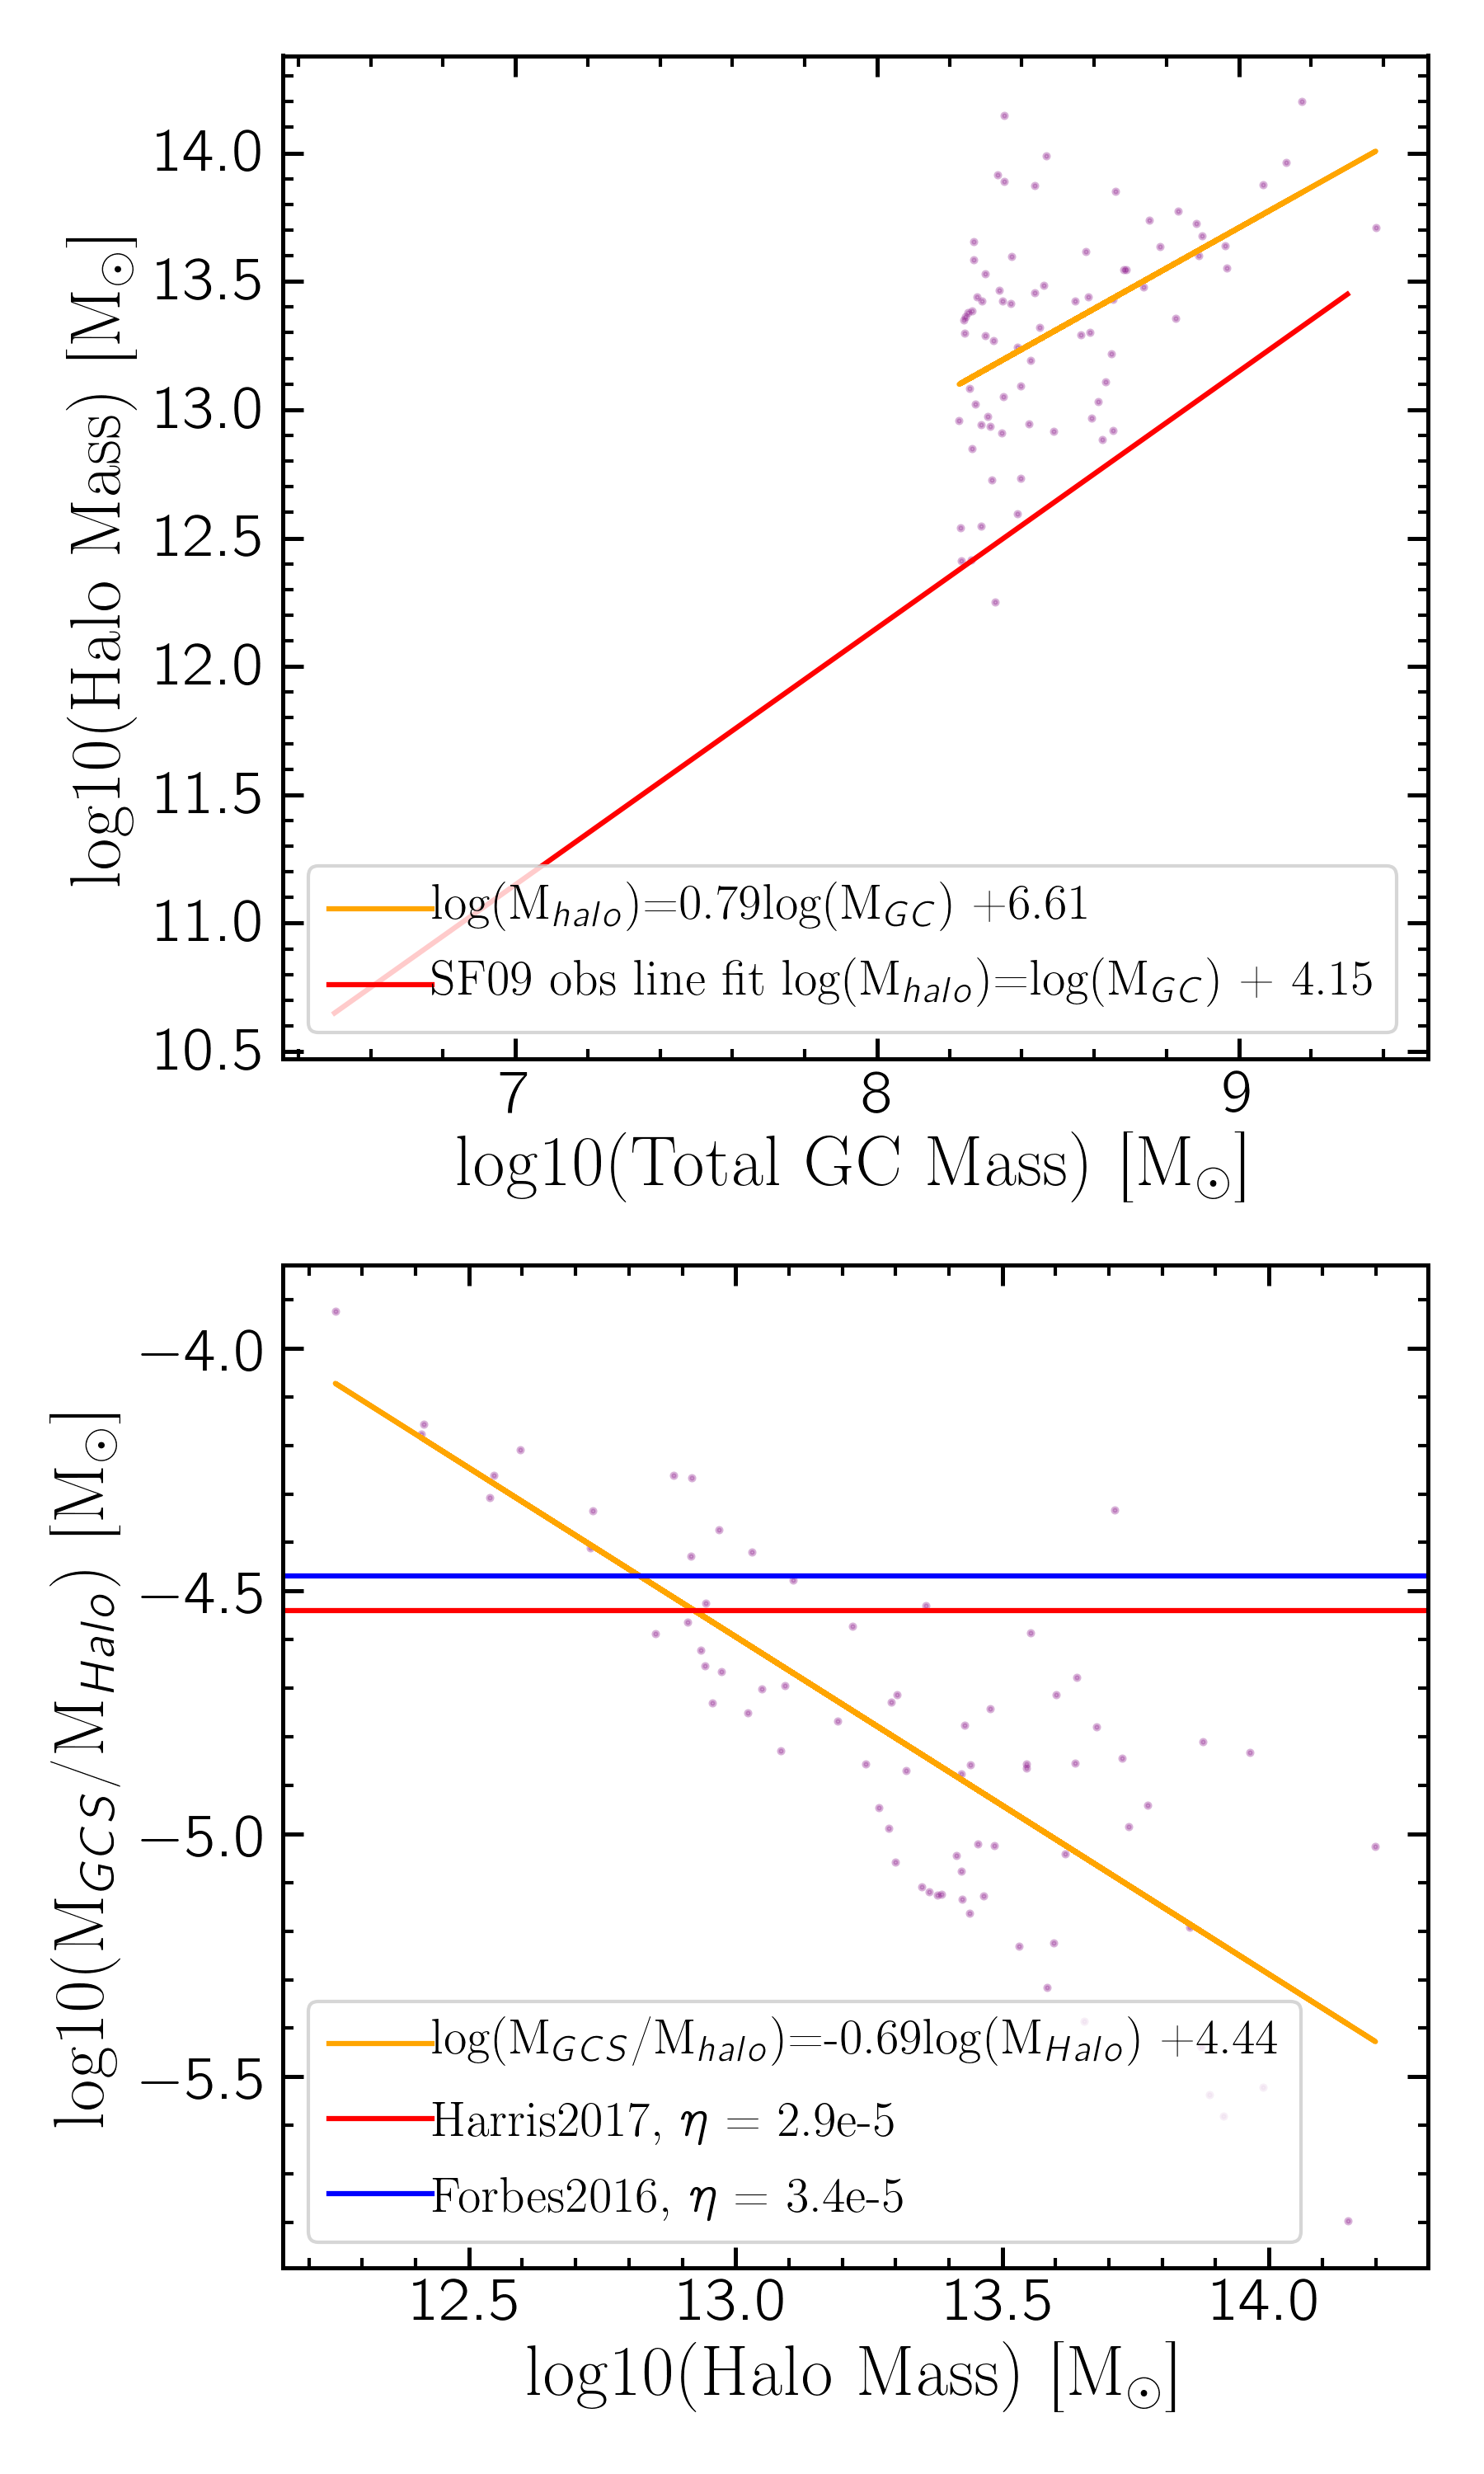 log10(Halo Mass) [M⊙]
14.0
13.5
13.0
12.5
12.0
11.5
11.0
10.5
log(M_halo)=0.79log(M_GC) +6.61
SF09 obs line fit log(M_halo)=log(M_GC) + 4.15
7 8 9
log10(Total GC Mass) [M⊙]
log10(M_GCS/M_Halo) [M⊙]
−4.0
−4.5
−5.0
−5.5
log(M_GCS/M_halo)=-0.69log(M_Halo) +4.44
Harris2017, η = 2.9e-5
Forbes2016, η = 3.4e-5
12.5 13.0 13.5 14.0
log10(Halo Mass) [M⊙]